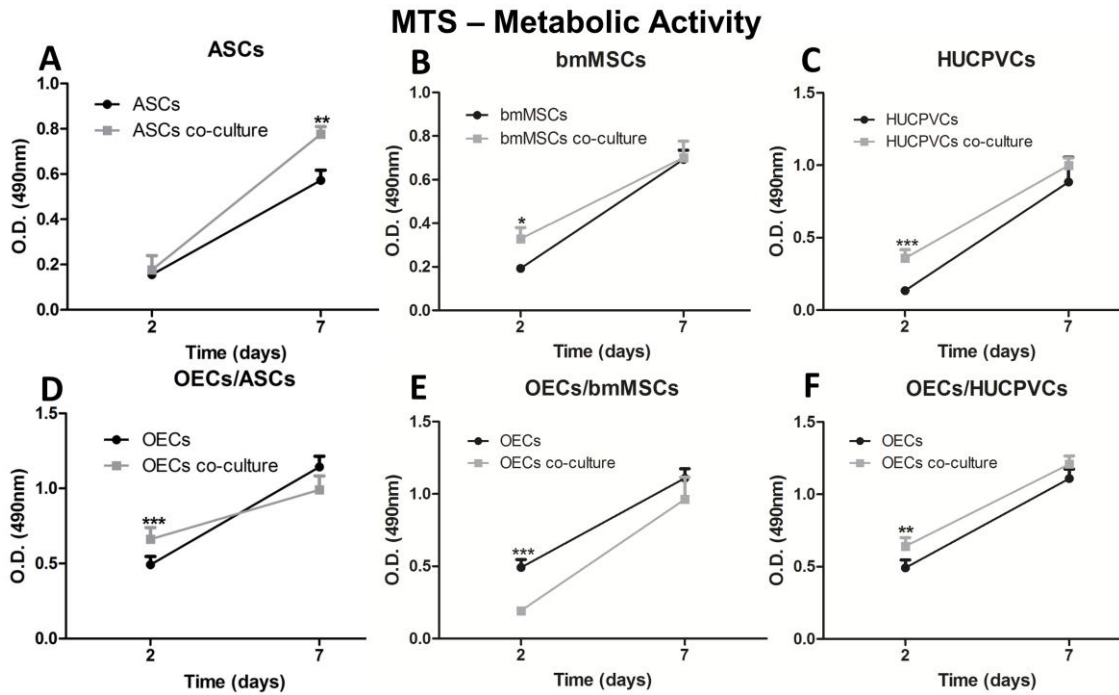 MTS – Metabolic Activity
A
ASCs
1.0
0.8
0.6
0.4
0.2
0.0
O.D. (490nm)
ASCs
ASCs co-culture
**
2
7
Time (days)
B
bmMSCs
1.0
0.8
0.6
0.4
0.2
0.0
O.D. (490nm)
bmMSCs
bmMSCs co-culture
*
2
7
Time (days)
C
HUCPVCs
1.5
1.0
0.5
0.0
O.D. (490nm)
HUCPVCs
HUCPVCs co-culture
***
2
7
Time (days)
D
OECs/ASCs
1.5
1.0
0.5
0.0
O.D. (490nm)
OECs
OECs co-culture
***
2
7
Time (days)
E
OECs/bmMSCs
1.5
1.0
0.5
0.0
O.D. (490nm)
OECs
OECs co-culture
***
2
7
Time (days)
F
OECs/HUCPVCs
1.5
1.0
0.5
0.0
O.D. (490nm)
OECs
OECs co-culture
**
2
7
Time (days)